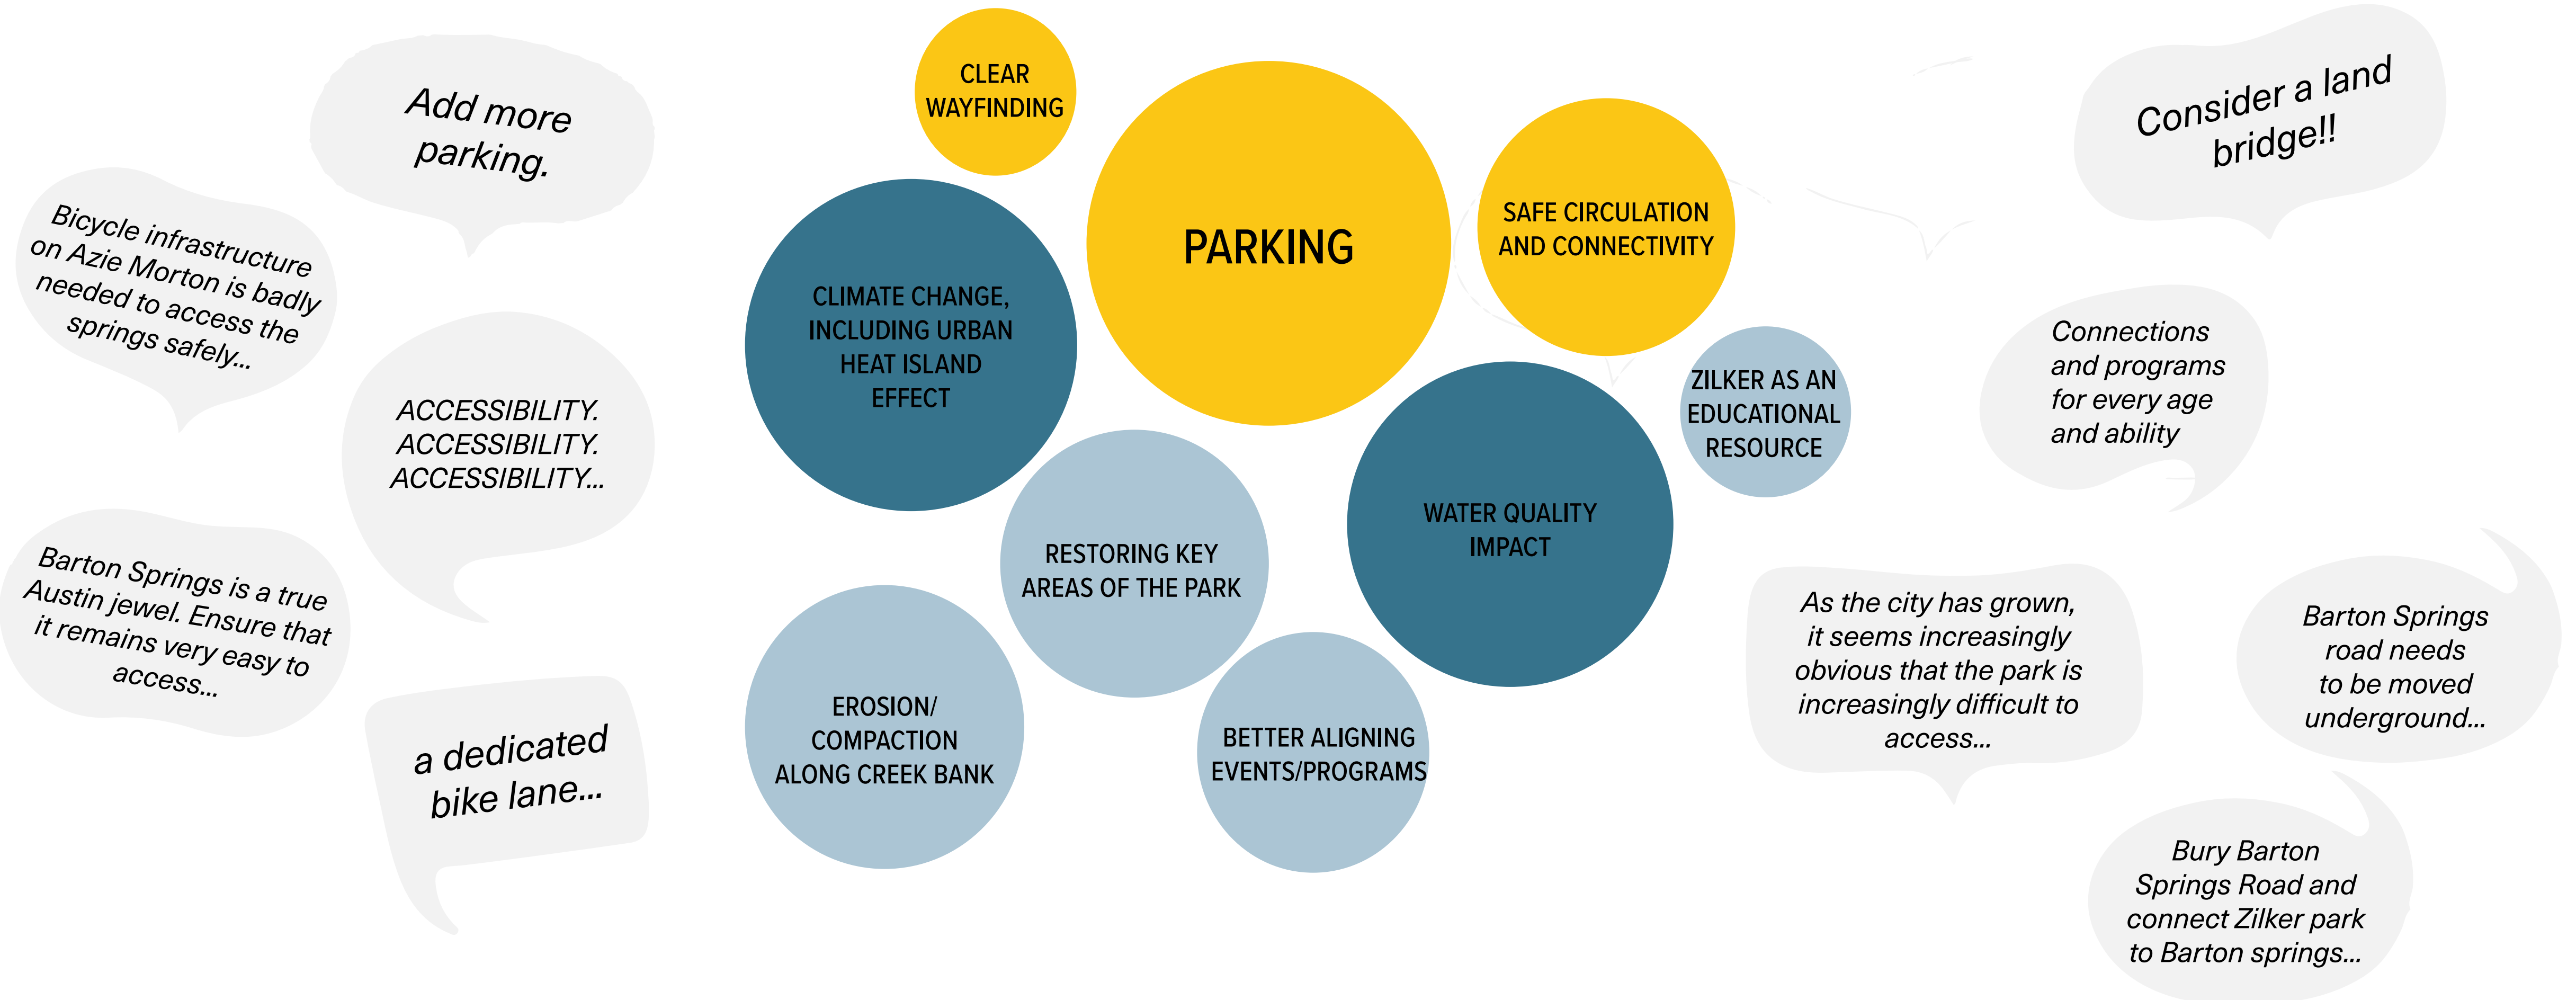 Add more
parking.
Bicycle infrastructure
on Azie Morton is badly
needed to access the
springs safely...
ACCESSIBILITY.
ACCESSIBILITY.
ACCESSIBILITY...
Barton Springs is a true
Austin jewel. Ensure that
it remains very easy to
access...
a dedicated
bike lane...
CLEAR
WAYFINDING
PARKING
SAFE CIRCULATION
AND CONNECTIVITY
CLIMATE CHANGE,
INCLUDING URBAN
HEAT ISLAND
EFFECT
ZILKER AS AN
EDUCATIONAL
RESOURCE
WATER QUALITY
IMPACT
RESTORING KEY
AREAS OF THE PARK
EROSION/
COMPACTION
ALONG CREEK BANK
BETTER ALIGNING
EVENTS/PROGRAMS
Consider a land
bridge!!
Connections
and programs
for every age
and ability
As the city has grown,
it seems increasingly
obvious that the park is
increasingly difficult to
access...
Barton Springs
road needs
to be moved
underground...
Bury Barton
Springs Road and
connect Zilker park
to Barton springs...